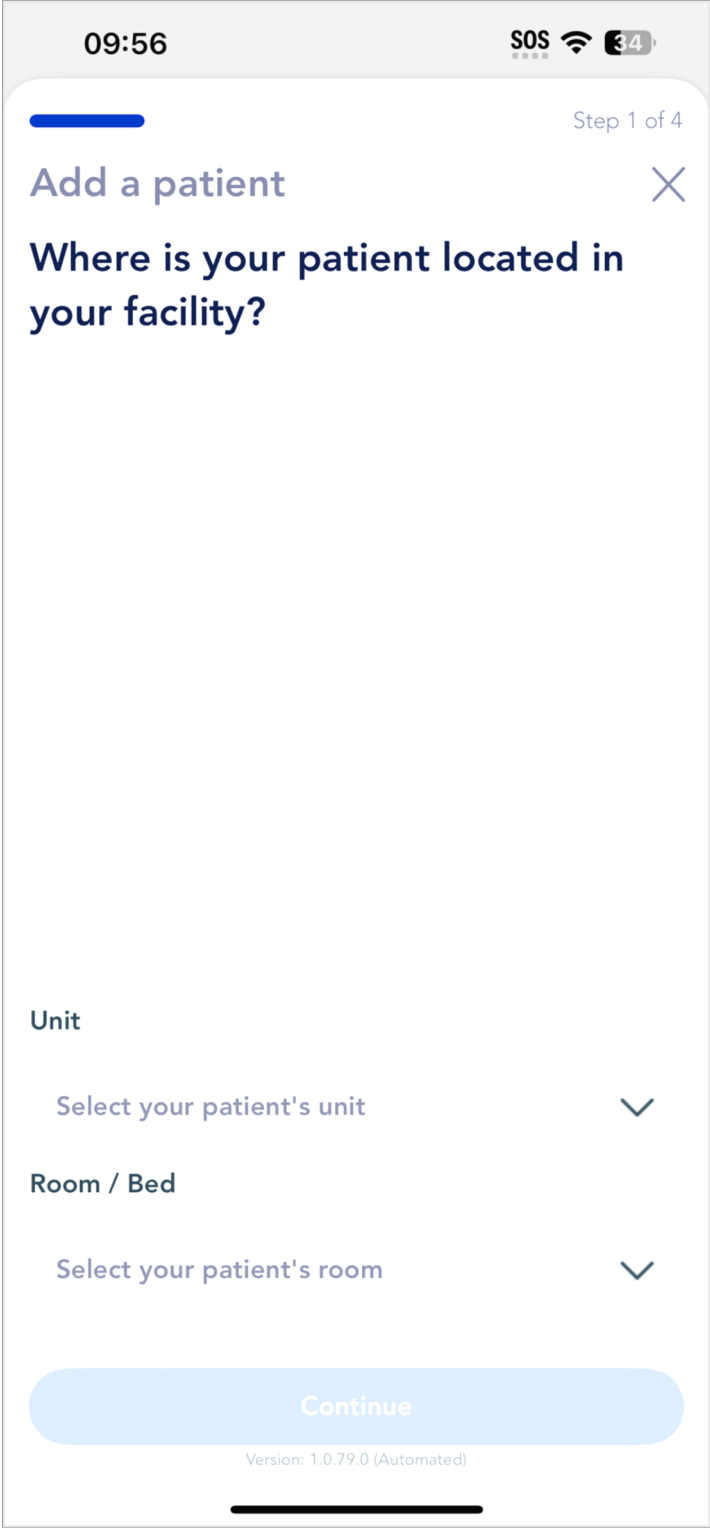 09:56
SOS
34
Step 1 of 4
Add a patient
Where is your patient located in
your facility?
Unit
Select your patient's unit
Room / Bed
Select your patient's room
Continue
Version: 1.0.79.0 (Automated)